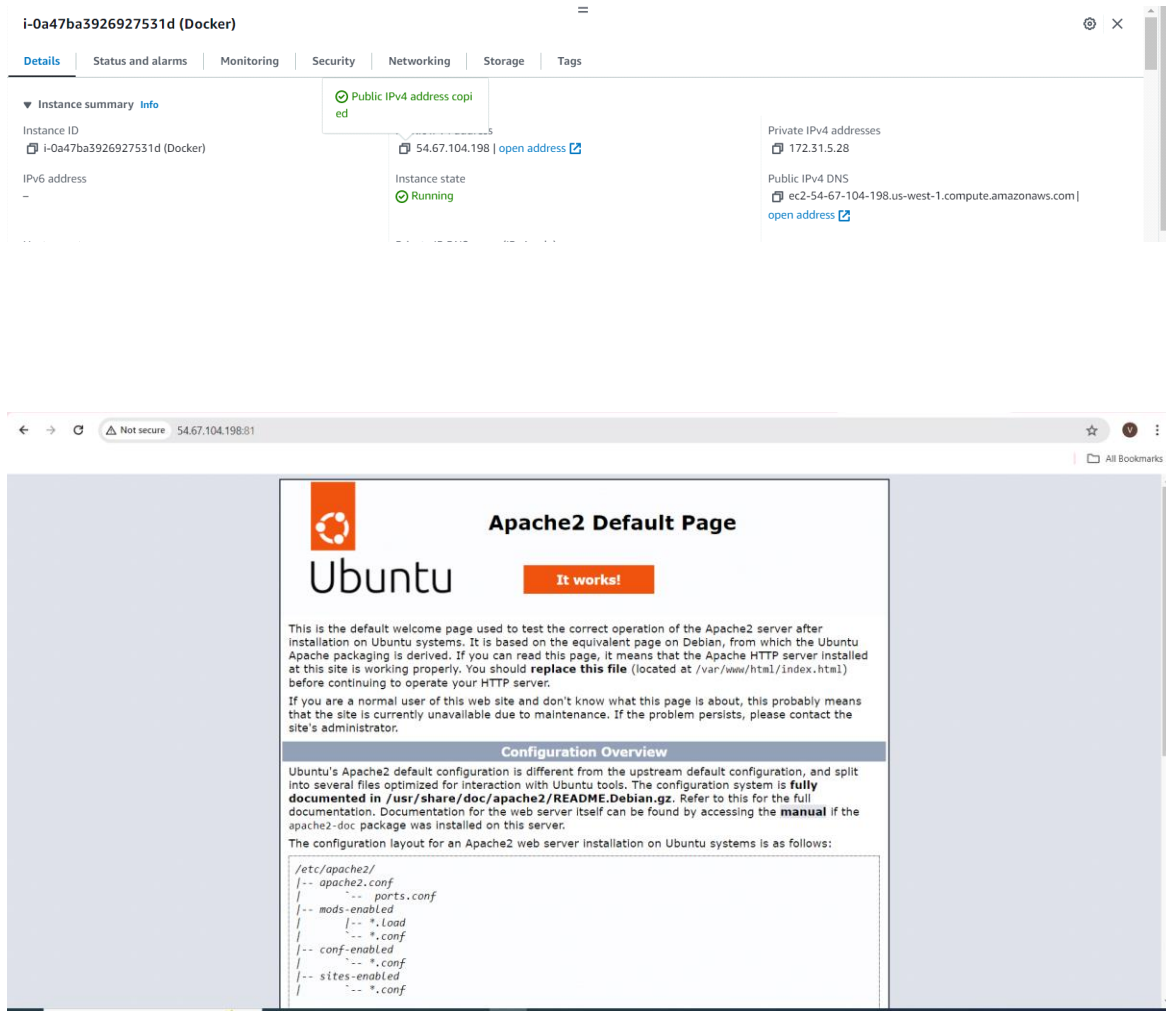 i-0a47ba3926927531d (Docker)
Details Status and alarms Monitoring Security Networking Storage Tags
▼ Instance summary Info
Public IPv4 address copi
ed
Instance ID
i-0a47ba3926927531d (Docker)
54.67.104.198 | open address
Private IPv4 addresses
172.31.5.28
IPv6 address
–
Instance state
Running
Public IPv4 DNS
ec2-54-67-104-198.us-west-1.compute.amazonaws.com |
open address
Not secure 54.67.104.198:81
V
All Bookmarks
Ubuntu
Apache2 Default Page
It works!
This is the default welcome page used to test the correct operation of the Apache2 server after
installation on Ubuntu systems. It is based on the equivalent page on Debian, from which the Ubuntu
Apache packaging is derived. If you can read this page, it means that the Apache HTTP server installed
at this site is working properly. You should replace this file (located at /var/www/html/index.html)
before continuing to operate your HTTP server.
If you are a normal user of this web site and don't know what this page is about, this probably means
that the site is currently unavailable due to maintenance. If the problem persists, please contact the
site's administrator.
Configuration Overview
Ubuntu's Apache2 default configuration is different from the upstream default configuration, and split
into several files optimized for interaction with Ubuntu tools. The configuration system is fully
documented in /usr/share/doc/apache2/README.Debian.gz. Refer to this for the full
documentation. Documentation for the web server itself can be found by accessing the manual if the
apache2-doc package was installed on this server.
The configuration layout for an Apache2 web server installation on Ubuntu systems is as follows:
/etc/apache2/
|-- apache2.conf
|       `--  ports.conf
|-- mods-enabled
|       |-- *.load
|       `-- *.conf
|-- conf-enabled
|       `-- *.conf
|-- sites-enabled
|       `-- *.conf